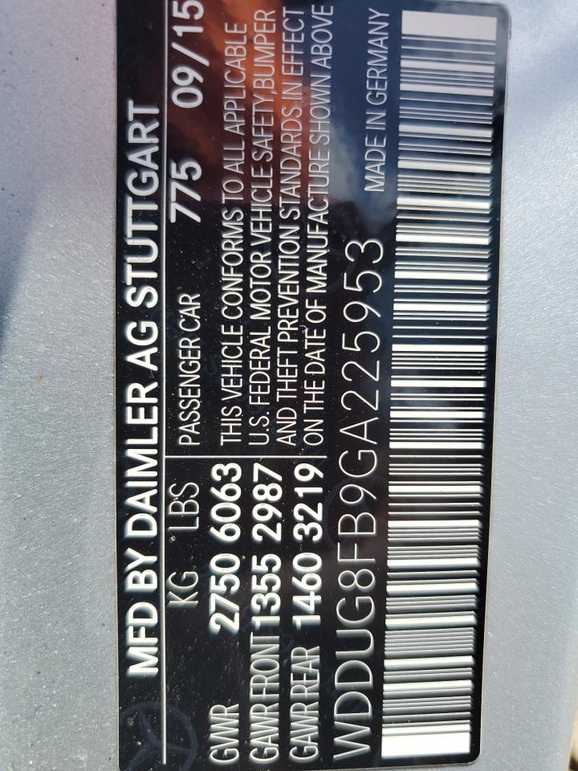 MFD BY DAIMLER AG STUTTGART
KG LBS
PASSENGER CAR 775 09/15
GWR 2750 6063
GAWR FRONT 1355 2987
GAWR REAR 1460 3219
THIS VEHICLE CONFORMS TO ALL APPLICABLE
U.S. FEDERAL MOTOR VEHICLE SAFETY, BUMPER
AND THEFT PREVENTION STANDARDS IN EFFECT
ON THE DATE OF MANUFACTURE SHOWN ABOVE
WDDUG8FB9GA225953
MADE IN GERMANY